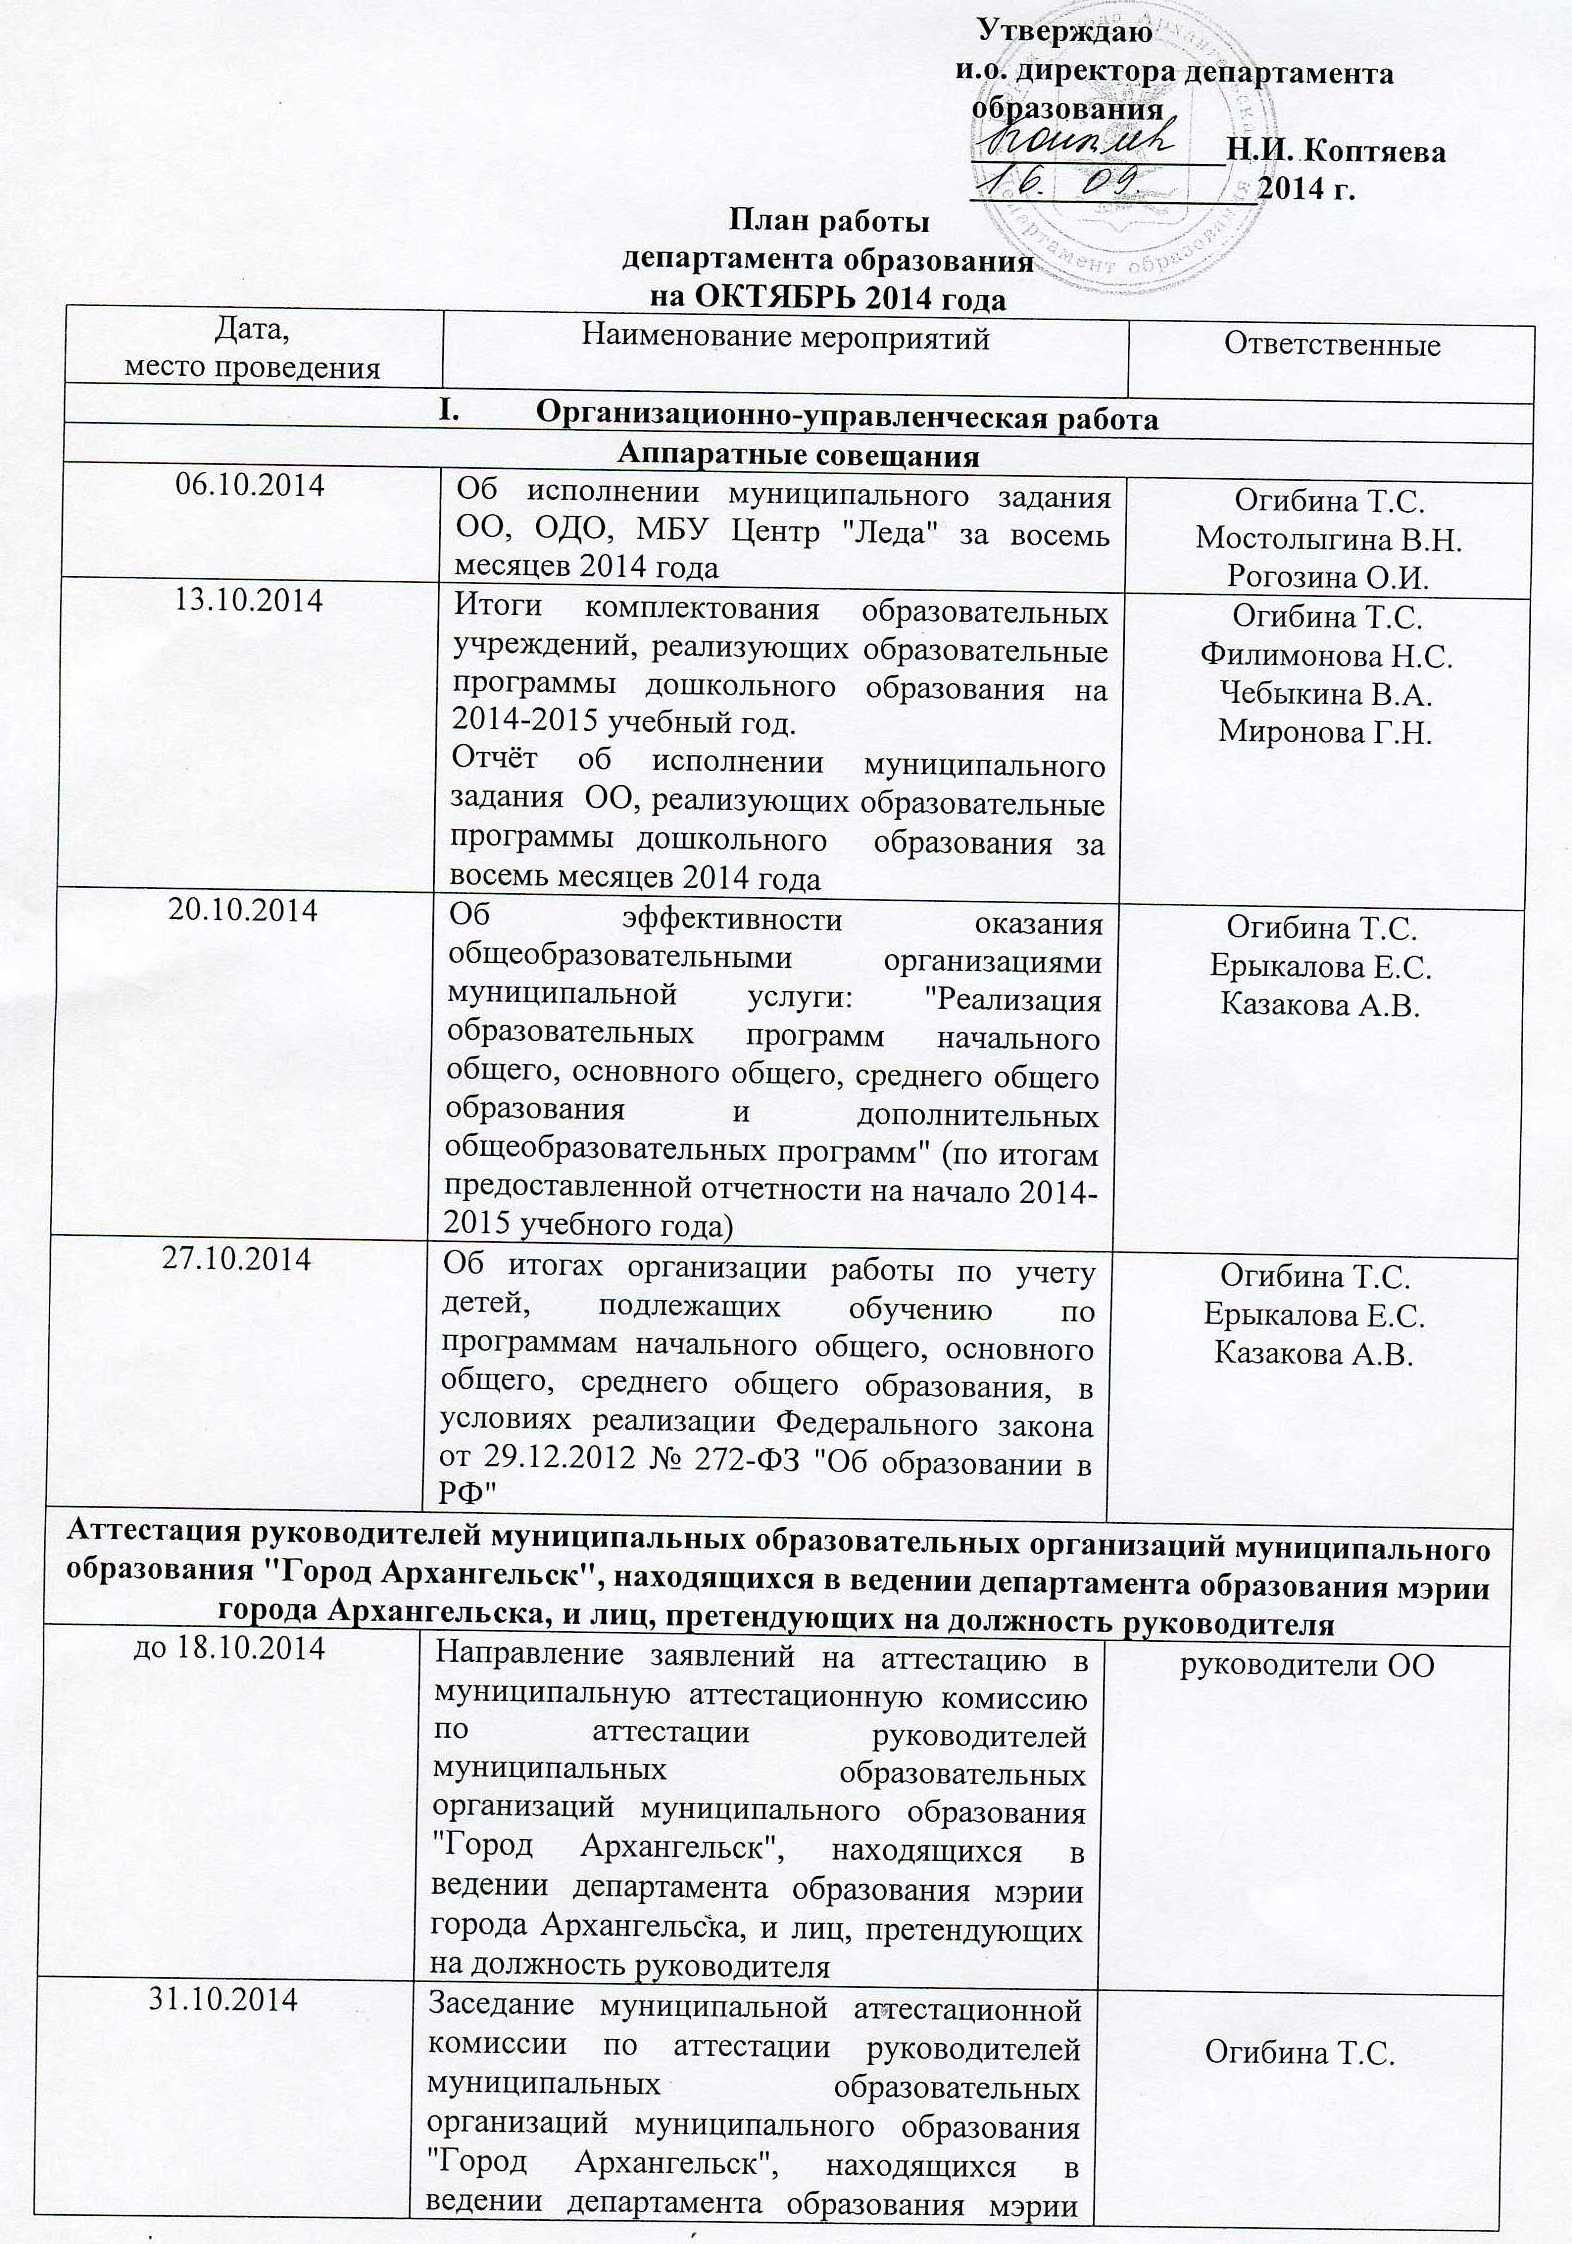 Утверждаю
и.о. директора департамента
образования
Н.И. Коптяева
16. 09. 2014 г.
План работы
департамента образования
на ОКТЯБРЬ 2014 года
Дата,
место проведения
Наименование мероприятий
Ответственные
I. Организационно-управленческая работа
Аппаратные совещания
06.10.2014
Об исполнении муниципального задания
ОО, ОДО, МБУ Центр "Леда" за восемь
месяцев 2014 года
Огибина Т.С.
Мостолыгина В.Н.
Рогозина О.И.
13.10.2014
Итоги комплектования образовательных
учреждений, реализующих образовательные
программы дошкольного образования на
2014-2015 учебный год.
Отчёт об исполнении муниципального
задания ОО, реализующих образовательные
программы дошкольного образования за
восемь месяцев 2014 года
Огибина Т.С.
Филимонова Н.С.
Чебыкина В.А.
Миронова Г.Н.
20.10.2014
Об эффективности оказания
общеобразовательными организациями
муниципальной услуги: "Реализация
образовательных программ начального
общего, основного общего, среднего общего
образования и дополнительных
общеобразовательных программ" (по итогам
предоставленной отчетности на начало 2014-
2015 учебного года)
Огибина Т.С.
Ерыкалова Е.С.
Казакова А.В.
27.10.2014
Об итогах организации работы по учету
детей, подлежащих обучению по
программам начального общего, основного
общего, среднего общего образования, в
условиях реализации Федерального закона
от 29.12.2012 № 272-ФЗ "Об образовании в
РФ"
Огибина Т.С.
Ерыкалова Е.С.
Казакова А.В.
Аттестация руководителей муниципальных образовательных организаций муниципального
образования "Город Архангельск", находящихся в ведении департамента образования мэрии
города Архангельска, и лиц, претендующих на должность руководителя
до 18.10.2014
Направление заявлений на аттестацию в
муниципальную аттестационную комиссию
по аттестации руководителей
муниципальных образовательных
организаций муниципального образования
"Город Архангельск", находящихся в
ведении департамента образования мэрии
города Архангельска, и лиц, претендующих
на должность руководителя
руководители ОО
31.10.2014
Заседание муниципальной аттестационной
комиссии по аттестации руководителей
муниципальных образовательных
организаций муниципального образования
"Город Архангельск", находящихся в
ведении департамента образования мэрии
Огибина Т.С.